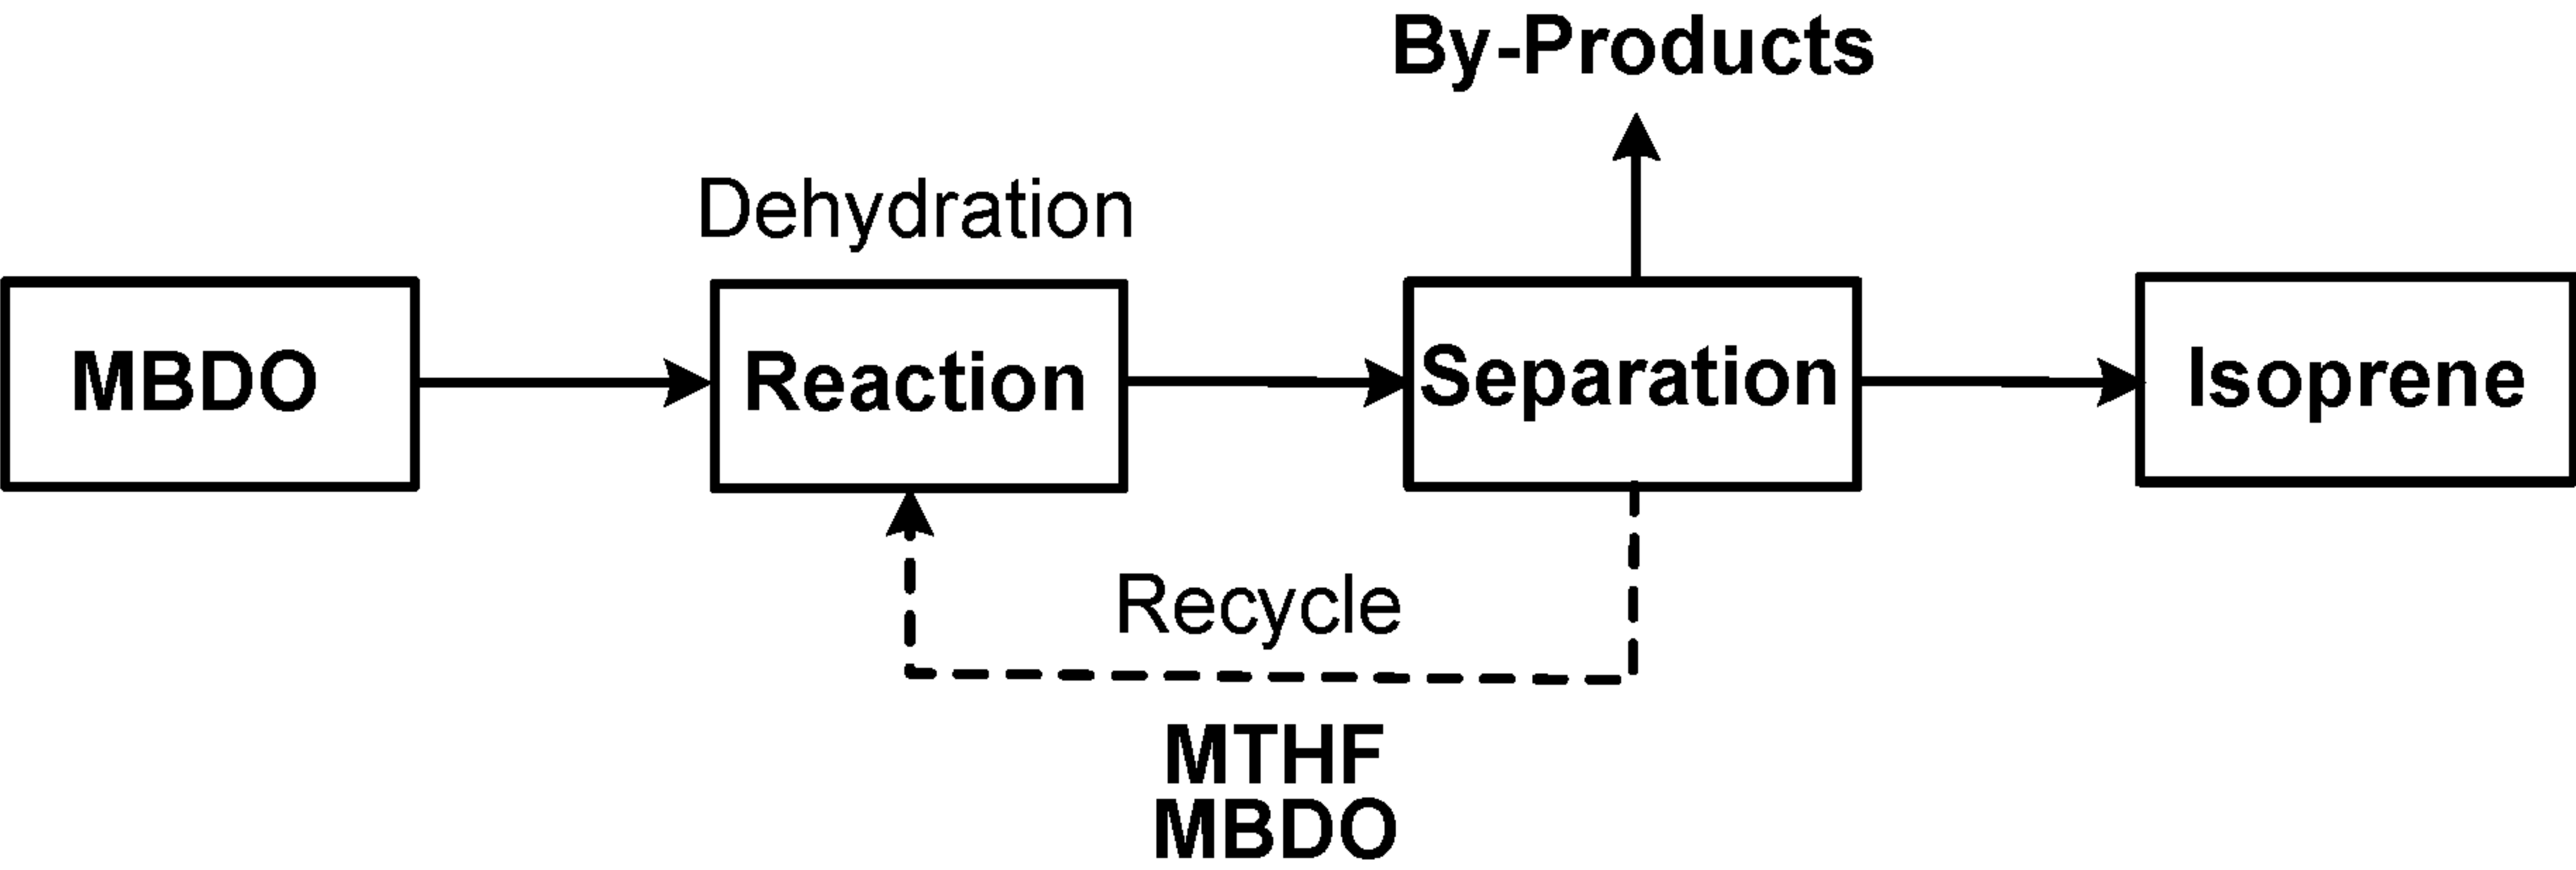 By-Products
Dehydration
MBDO
Reaction
Separation
Isoprene
Recycle
MTHF
MBDO